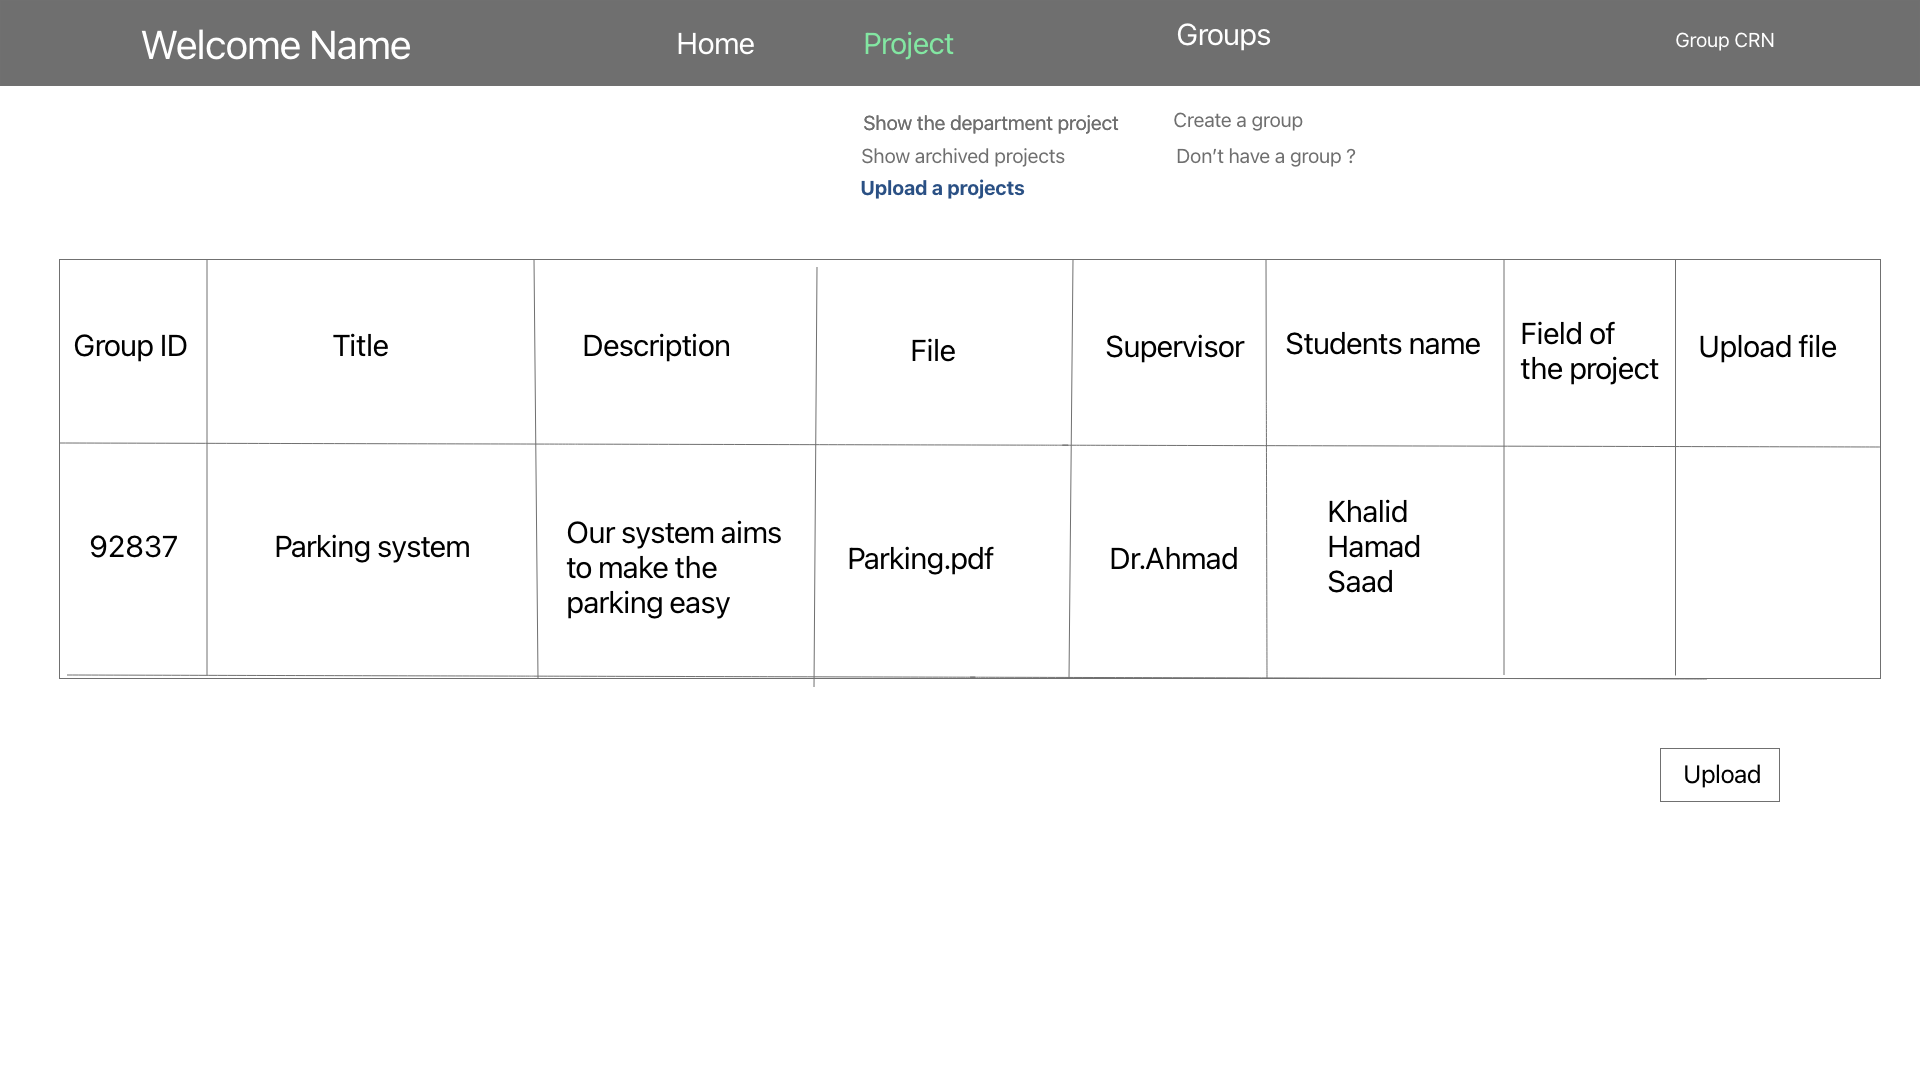 Welcome Name
Home
Project
Groups
Group CRN
Show the department project
Create a group
Show archived projects
Don’t have a group ?
Upload a projects
Group ID
Title
Description
File
Supervisor
Students name
Field of
the project
Upload file
92837
Parking system
Our system aims
to make the
parking easy
Parking.pdf
Dr.Ahmad
Khalid
Hamad
Saad
Upload